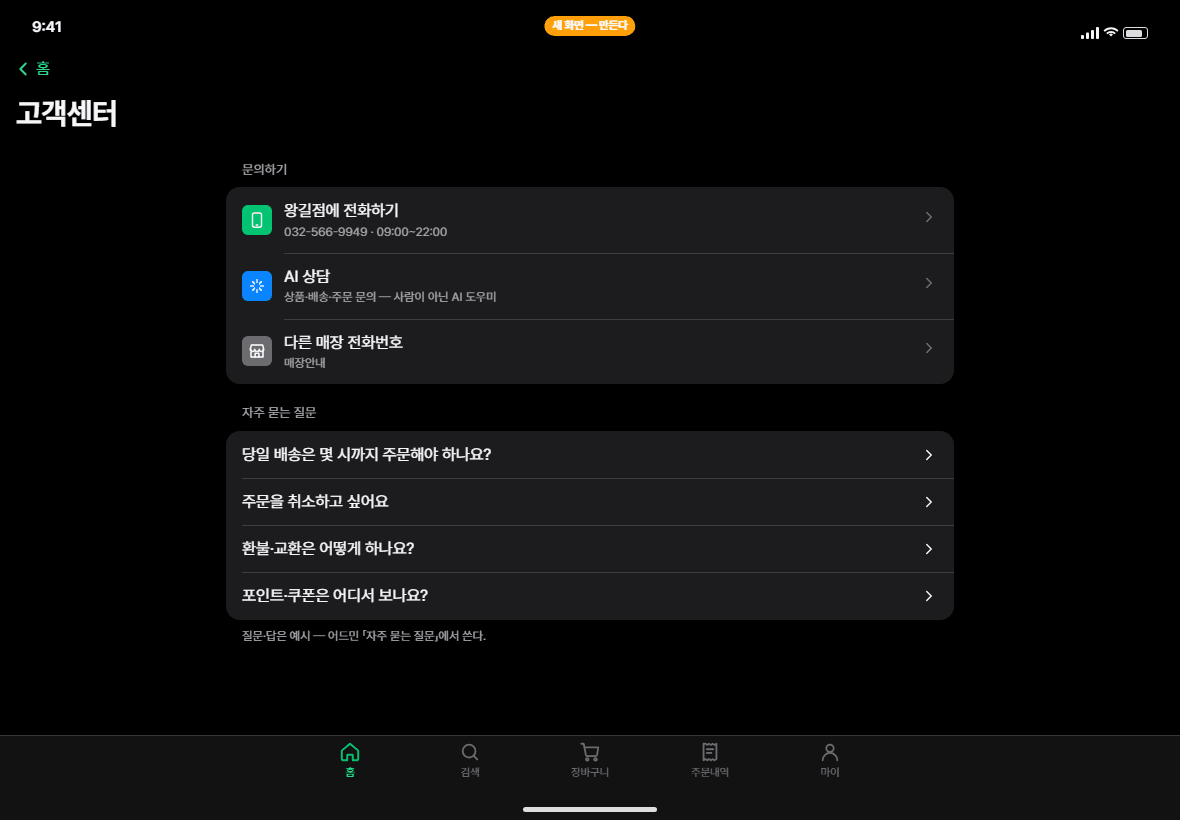 9:41
새 화면 — 만든다
홈
고객센터
문의하기
왕길점에 전화하기
032-566-9949 · 09:00~22:00
AI 상담
상품·배송·주문 문의 — 사람이 아닌 AI 도우미
다른 매장 전화번호
매장안내
자주 묻는 질문
당일 배송은 몇 시까지 주문해야 하나요?
주문을 취소하고 싶어요
환불·교환은 어떻게 하나요?
포인트·쿠폰은 어디서 보나요?
질문·답은 예시 — 어드민 「자주 묻는 질문」에서 쓴다.
홈
검색
장바구니
주문내역
마이